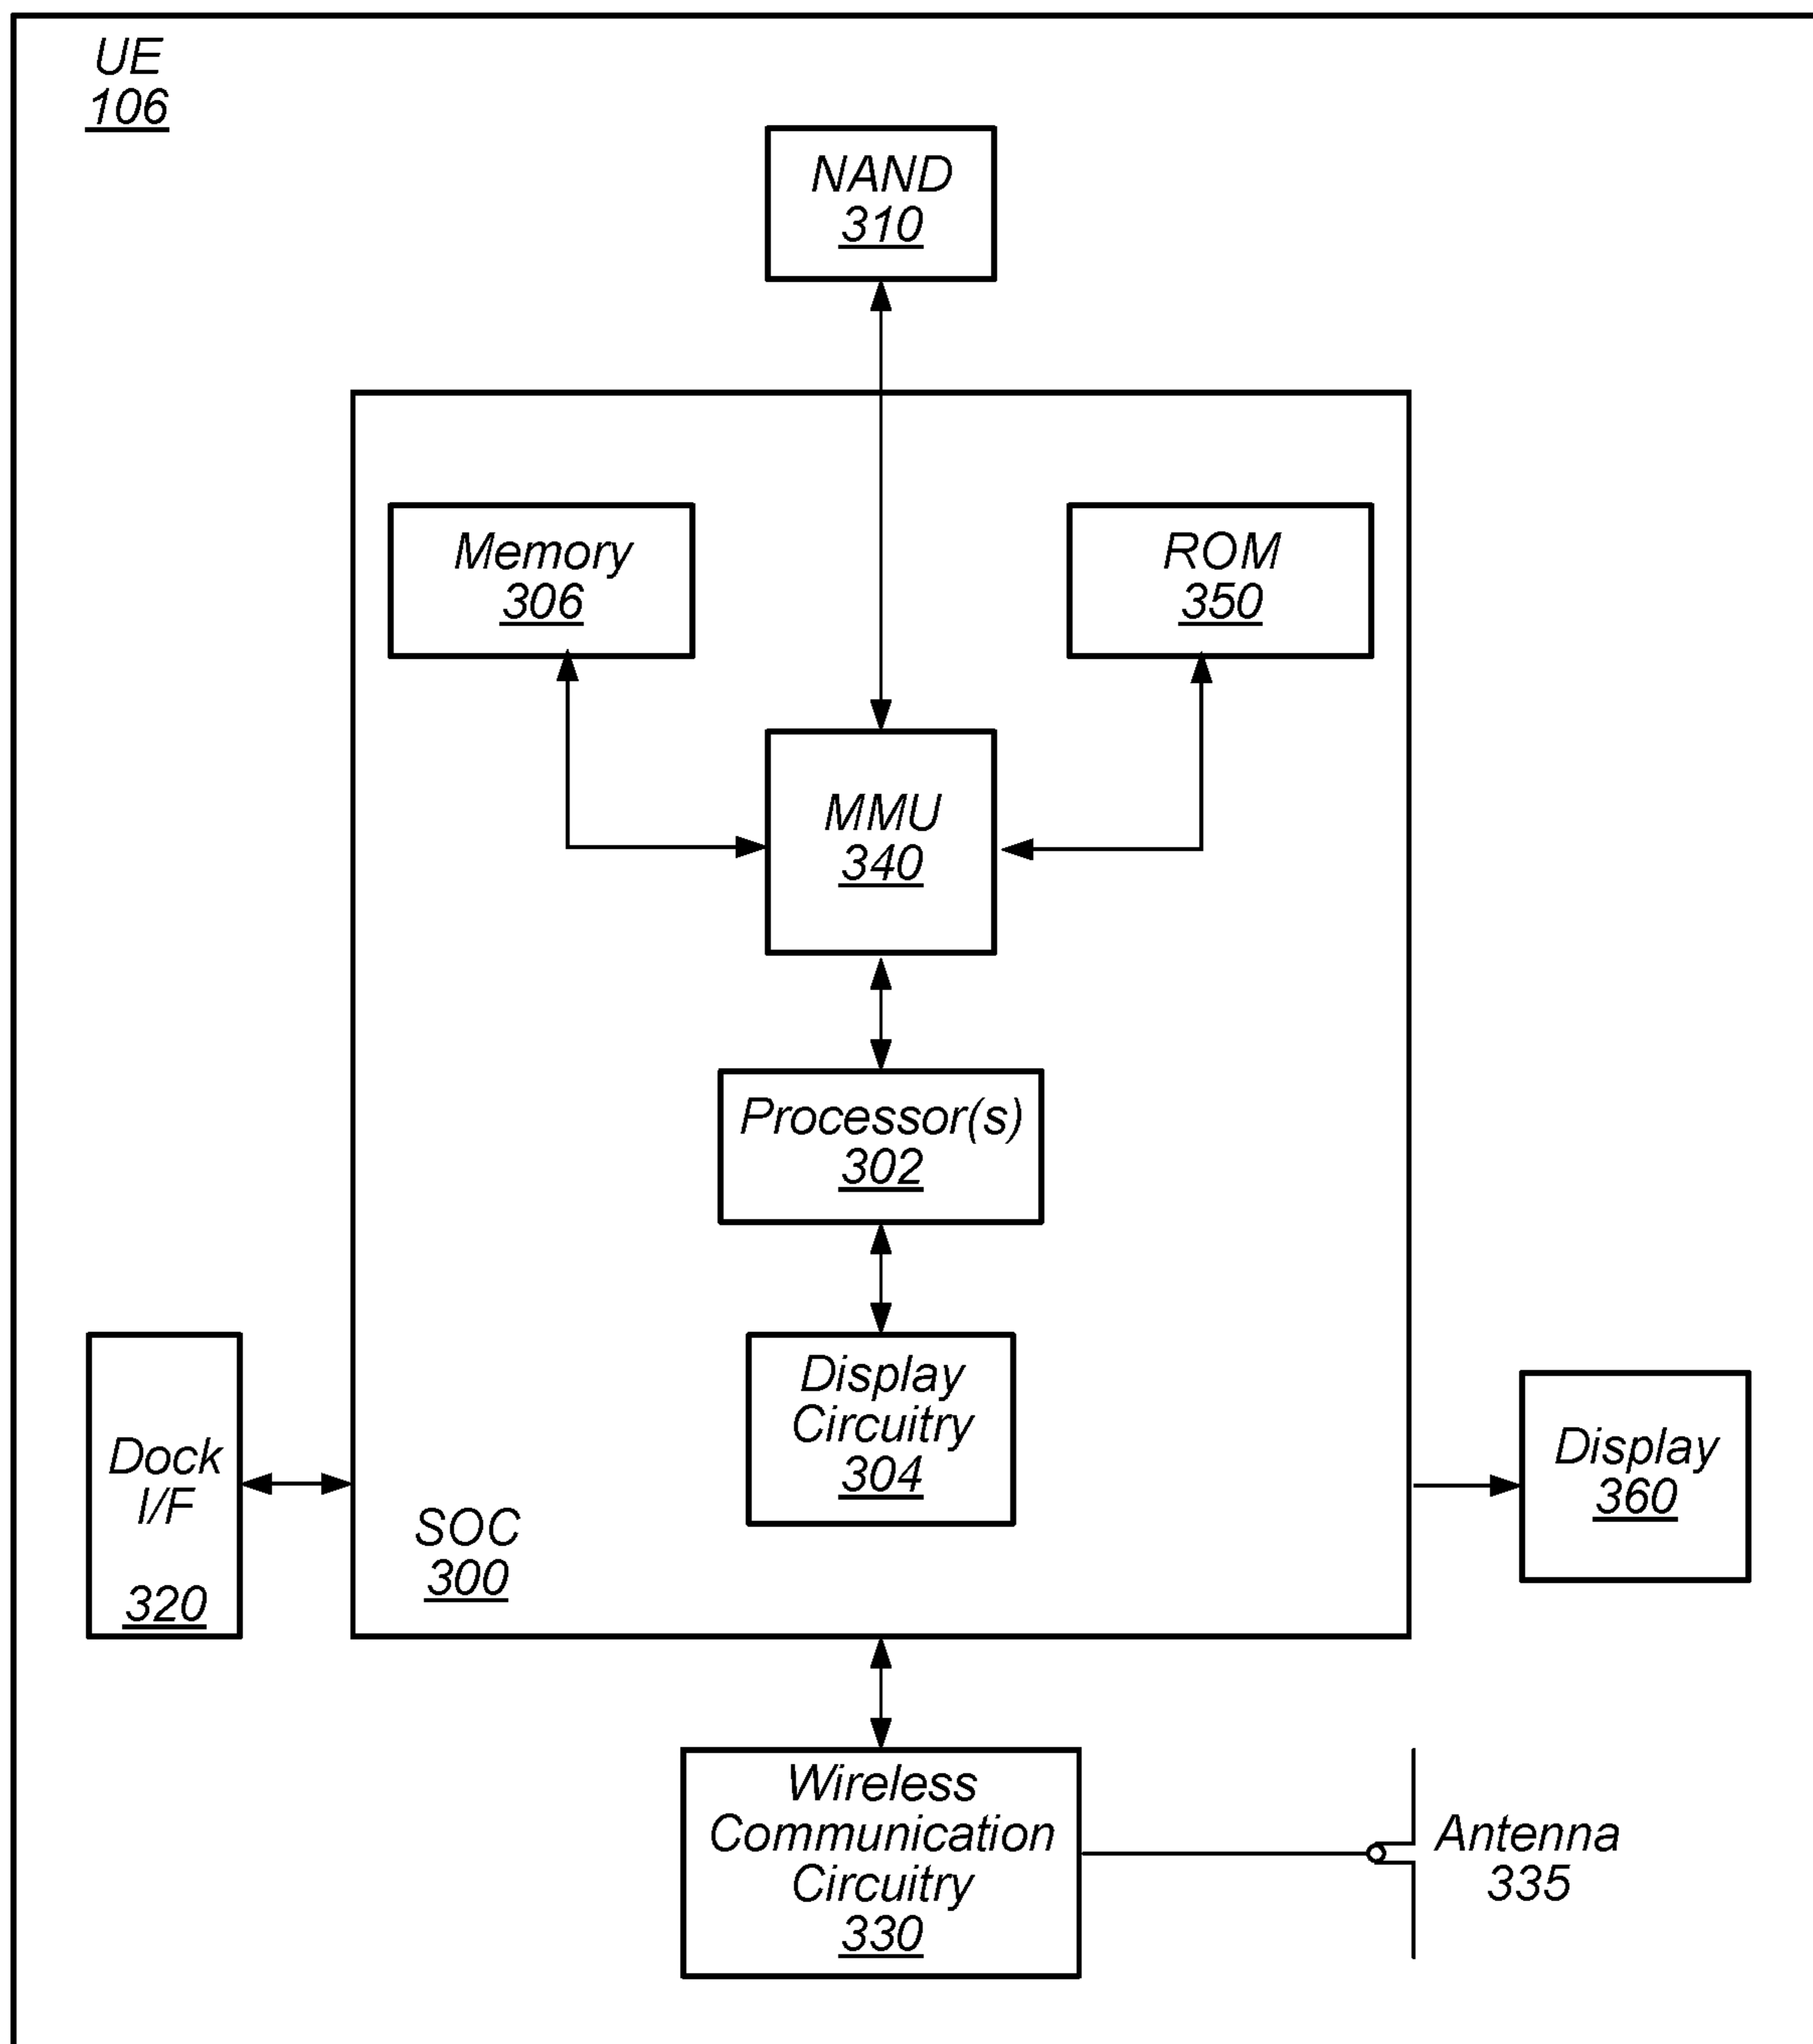 UE
106
NAND
310
Memory
306
ROM
350
MMU
340
Processor(s)
302
Display
Circuitry
304
Dock
I/F
320
SOC
300
Display
360
Wireless
Communication
Circuitry
330
Antenna
335